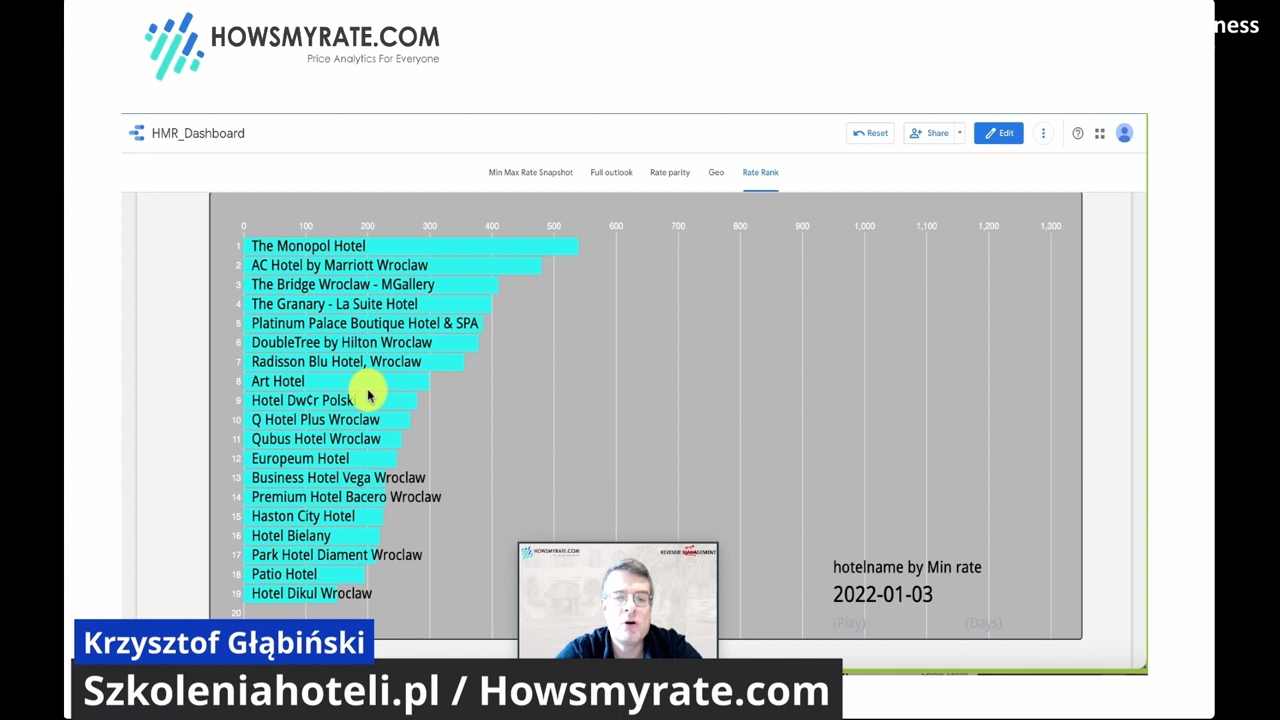 ness
HOWSMYRATE.COM
Price Analytics For Everyone
HMR_Dashboard
Reset
Share
Edit
Min Max Rate Snapshot Full outlook Rate parity Geo Rate Rank
0 100 200 300 400 500 600 700 800 900 1,000 1,100 1,200 1,300
1 The Monopol Hotel
2 AC Hotel by Marriott Wroclaw
3 The Bridge Wroclaw - MGallery
4 The Granary - La Suite Hotel
5 Platinum Palace Boutique Hotel & SPA
6 DoubleTree by Hilton Wroclaw
7 Radisson Blu Hotel, Wroclaw
8 Art Hotel
9 Hotel Dw¢r Polski
10 Q Hotel Plus Wroclaw
11 Qubus Hotel Wroclaw
12 Europeum Hotel
13 Business Hotel Vega Wroclaw
14 Premium Hotel Bacero Wroclaw
15 Haston City Hotel
16 Hotel Bielany
17 Park Hotel Diament Wroclaw
18 Patio Hotel
19 Hotel Dikul Wroclaw
20
hotelname by Min rate
2022-01-03
(Play) (Days)
HOWSMYRATE.COM
REVENUE
Krzysztof Głąbiński
Szkoleniahoteli.pl / Howsmyrate.com